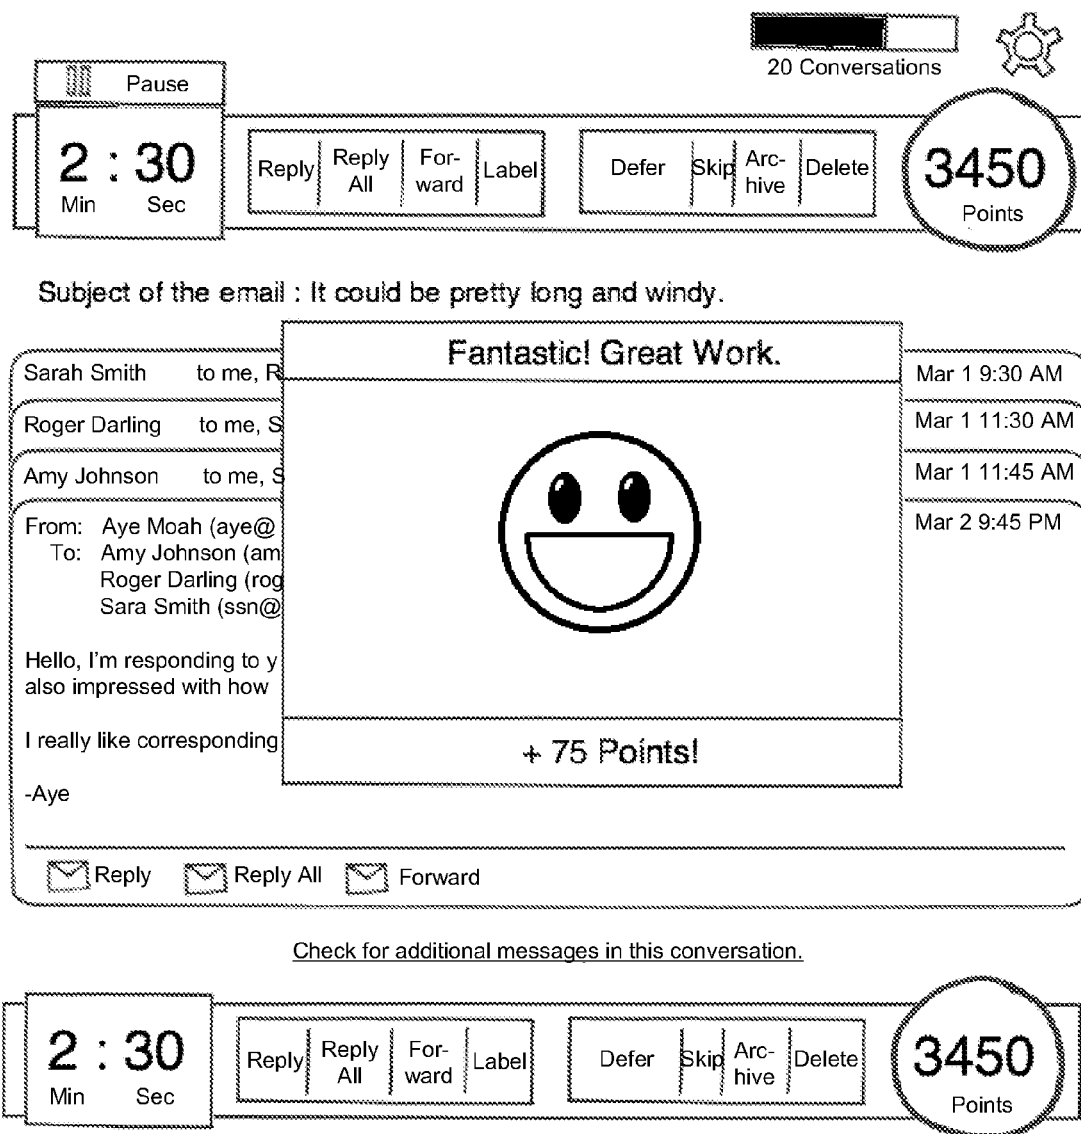 20 Conversations
Pause
2 : 30
Min Sec
Reply
Reply
All
For-
ward
Label
Defer
Skip
Arc-
hive
Delete
3450
Points
Subject of the email : It could be pretty long and windy.
Fantastic! Great Work.
+ 75 Points!
Sarah Smith to me, R
Mar 1 9:30 AM
Roger Darling to me, S
Mar 1 11:30 AM
Amy Johnson to me, S
Mar 1 11:45 AM
From: Aye Moah (aye@
Mar 2 9:45 PM
To: Amy Johnson (am
Roger Darling (rog
Sara Smith (ssn@
Hello, I'm responding to y
also impressed with how
I really like corresponding
-Aye
Reply Reply All Forward
Check for additional messages in this conversation.
2 : 30
Min Sec
Reply
Reply
All
For-
ward
Label
Defer
Skip
Arc-
hive
Delete
3450
Points